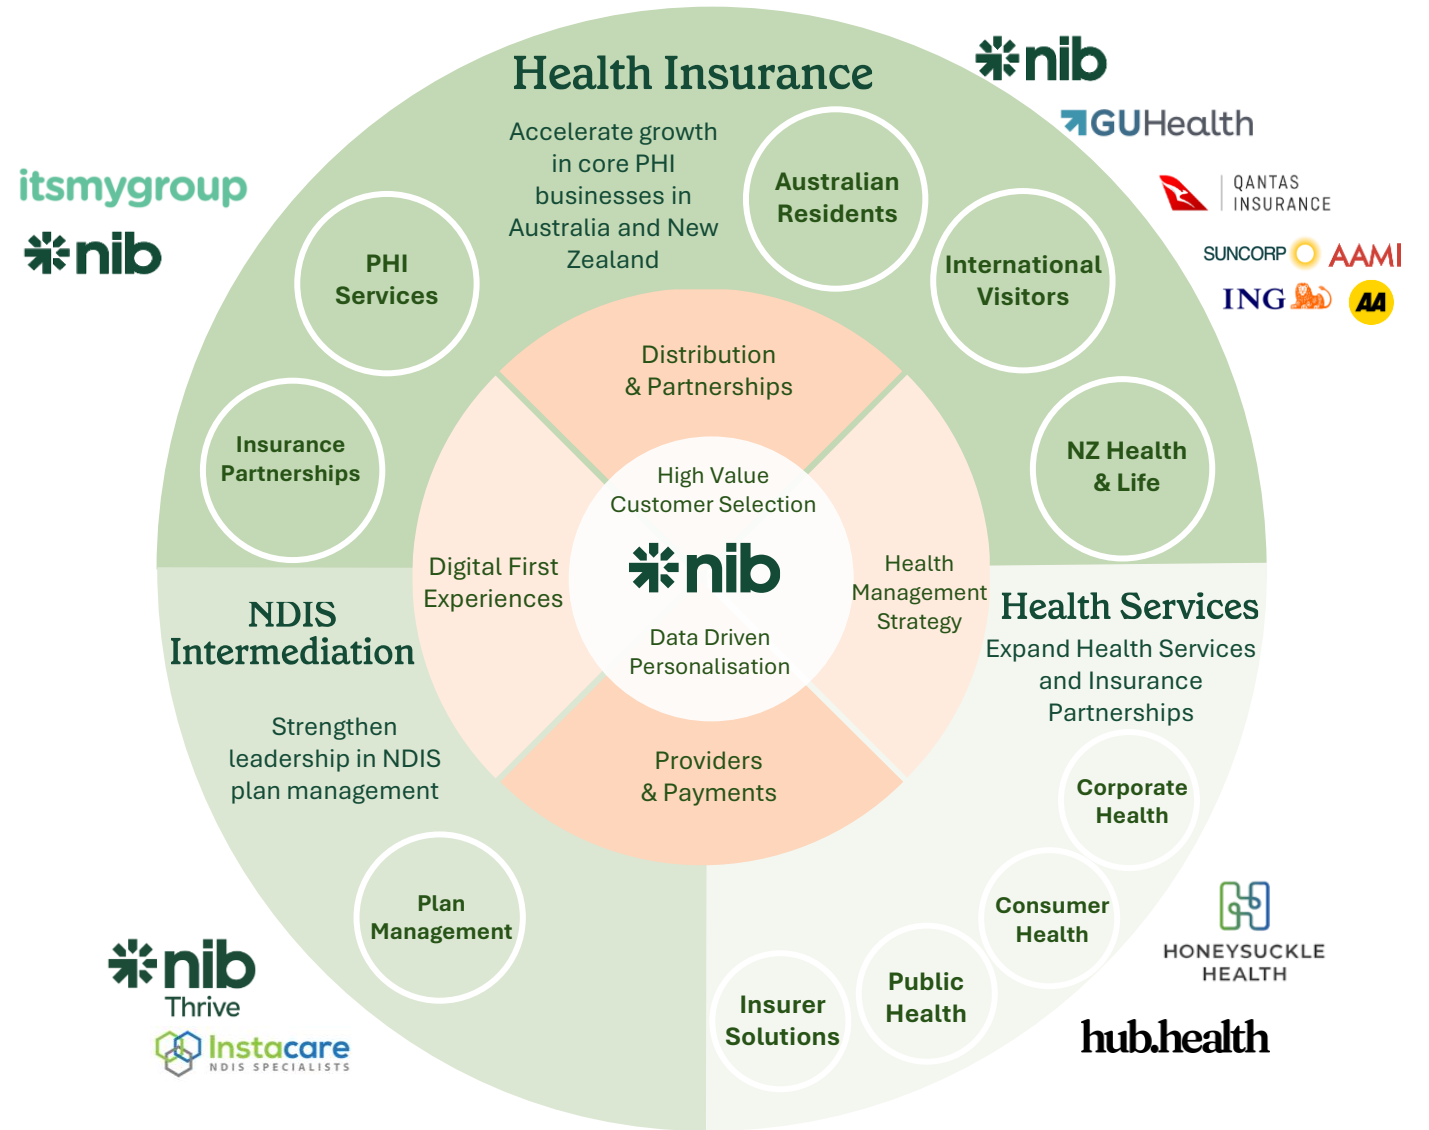 Health Insurance
Accelerate growth
in core PHI
businesses in
Australia and New
Zealand
nib
GUHealth
QANTAS
INSURANCE
SUNCORP
AAMI
ING
AA
itsmygroup
nib
PHI
Services
Australian
Residents
International
Visitors
Insurance
Partnerships
NZ Health
& Life
Distribution
& Partnerships
High Value
Customer Selection
nib
Data Driven
Personalisation
Digital First
Experiences
Health
Management
Strategy
Providers
& Payments
NDIS
Intermediation
Strengthen
leadership in NDIS
plan management
Plan
Management
nib
Thrive
Instacare
NDIS SPECIALISTS
Health Services
Expand Health Services
and Insurance
Partnerships
Corporate
Health
Consumer
Health
Public
Health
Insurer
Solutions
HONEYSUCKLE
HEALTH
hub.health